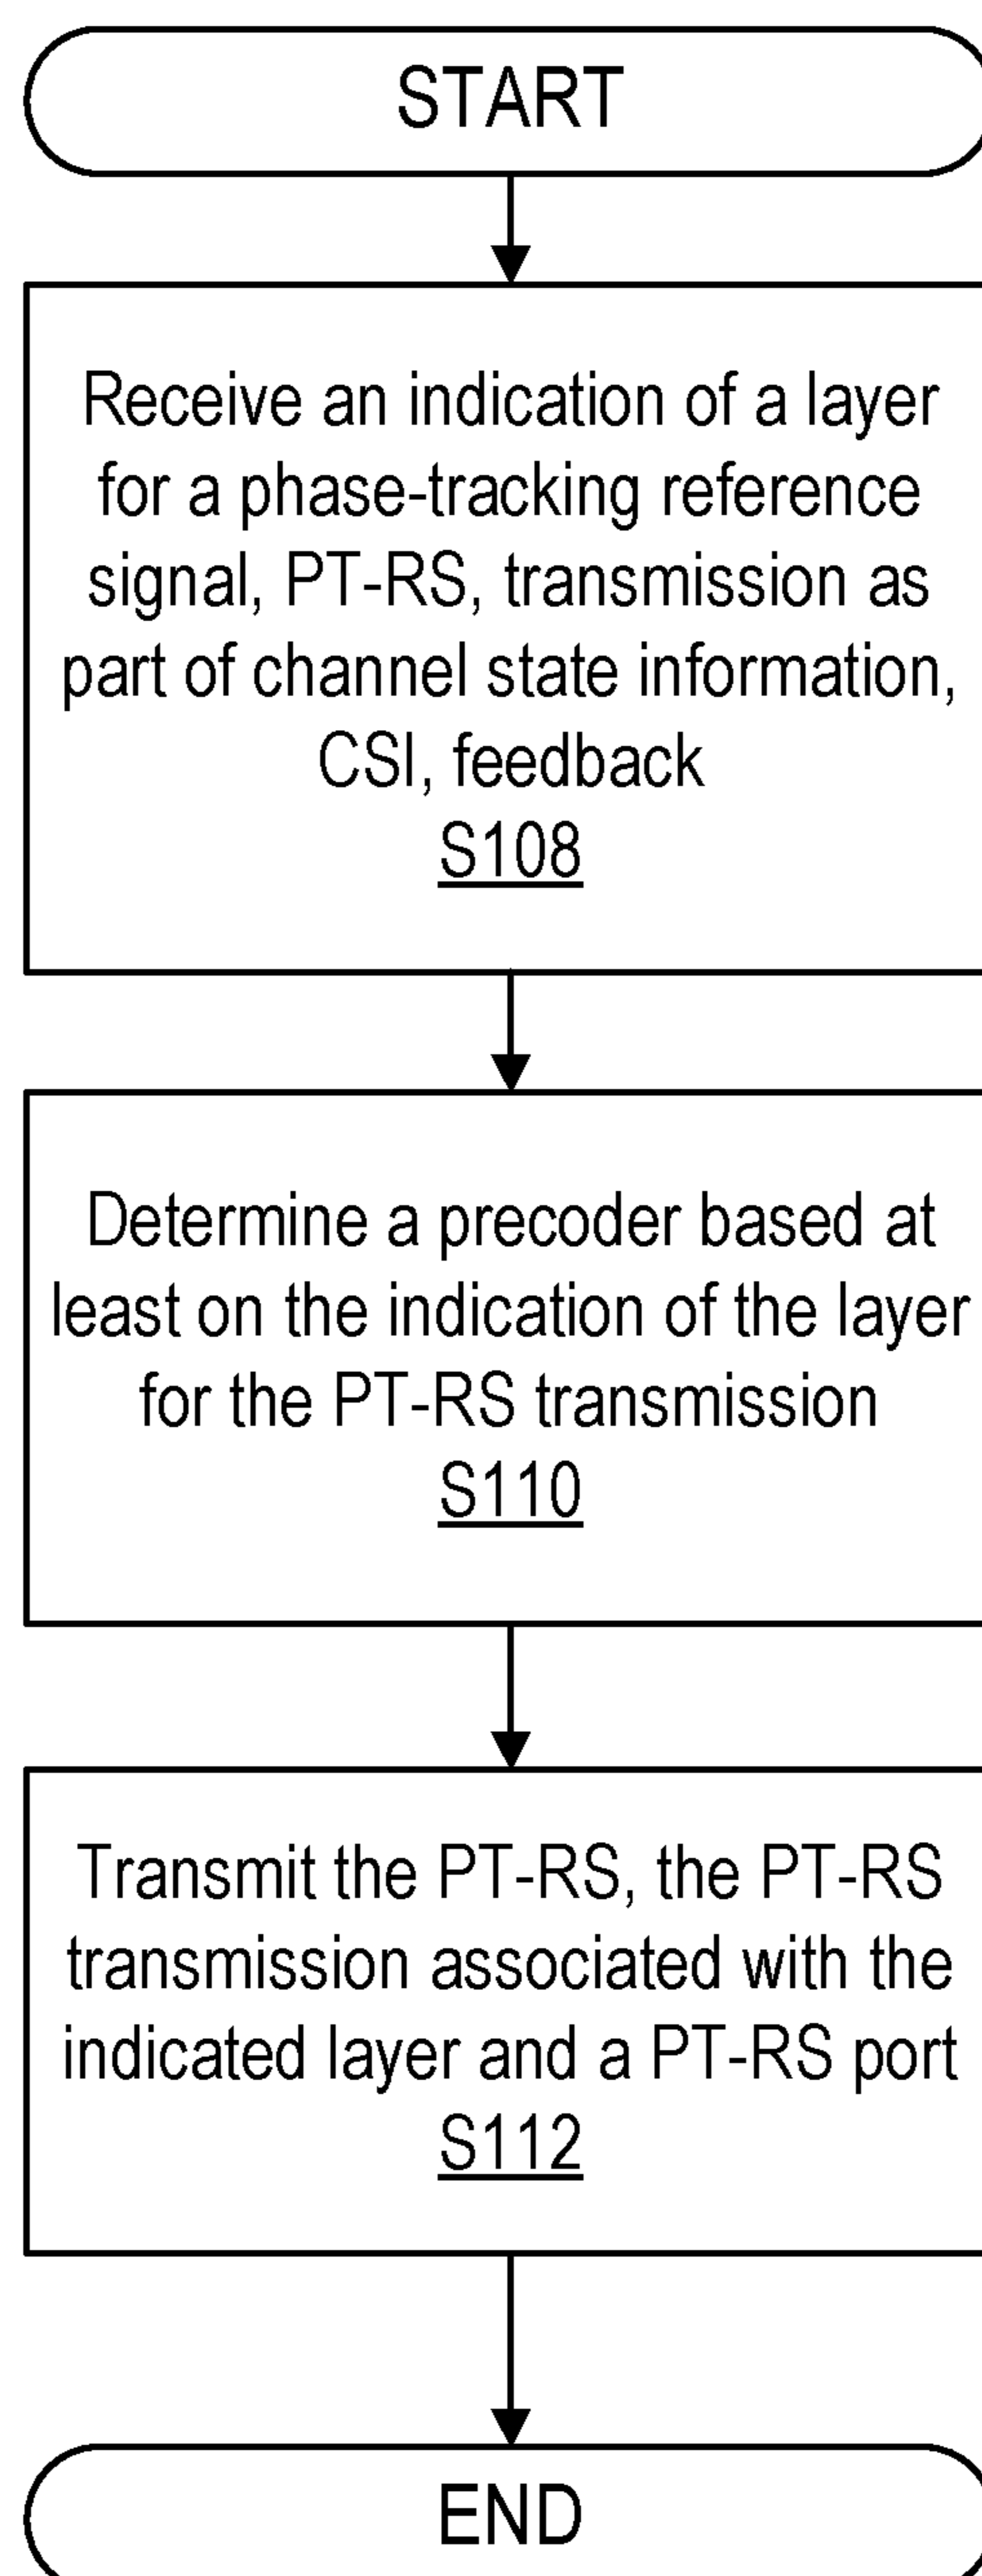 START
Receive an indication of a layer
for a phase-tracking reference
signal, PT-RS, transmission as
part of channel state information,
CSI, feedback
S108
Determine a precoder based at
least on the indication of the layer
for the PT-RS transmission
S110
Transmit the PT-RS, the PT-RS
transmission associated with the
indicated layer and a PT-RS port
S112
END